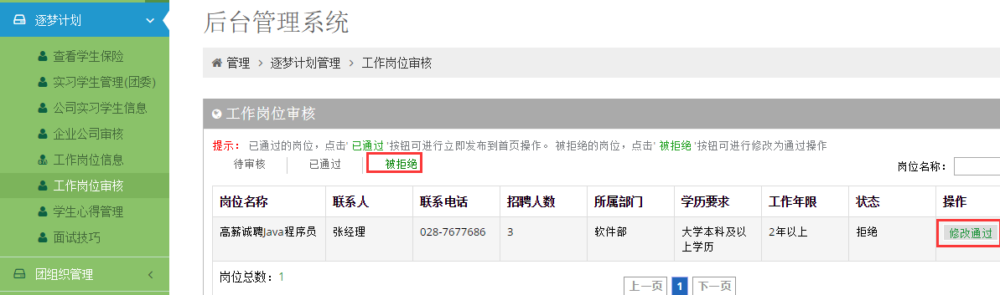 逐梦计划
查看学生保险
实习学生管理(团委)
公司实习学生信息
企业公司审核
工作岗位信息
工作岗位审核
学生心得管理
面试技巧
团组织管理
后台管理系统
管理 > 逐梦计划管理 > 工作岗位审核
工作岗位审核
提示: 已通过的岗位，点击' 已通过 '按钮可进行立即发布到首页操作。 被拒绝的岗位，点击' 被拒绝 '按钮可进行修改为通过操作
待审核 已通过 被拒绝
岗位名称：
岗位名称 联系人 联系电话 招聘人数 所属部门 学历要求 工作年限 状态 操作
高薪诚聘Java程序员 张经理 028-7677686 3 软件部 大学本科及以 2年以上 拒绝 修改通过
上学历
岗位总数：1
上一页 1 下一页